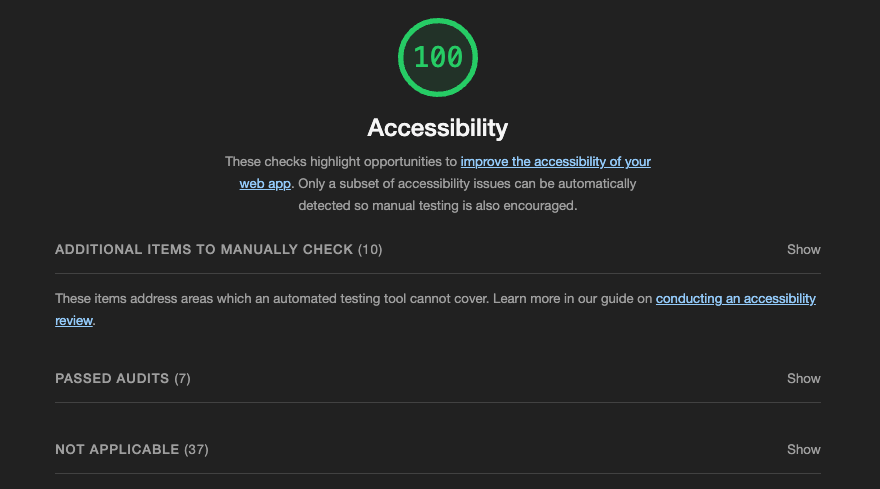 100
Accessibility
These checks highlight opportunities to improve the accessibility of your
web app. Only a subset of accessibility issues can be automatically
detected so manual testing is also encouraged.
ADDITIONAL ITEMS TO MANUALLY CHECK (10) Show
These items address areas which an automated testing tool cannot cover. Learn more in our guide on conducting an accessibility
review.
PASSED AUDITS (7) Show
NOT APPLICABLE (37) Show